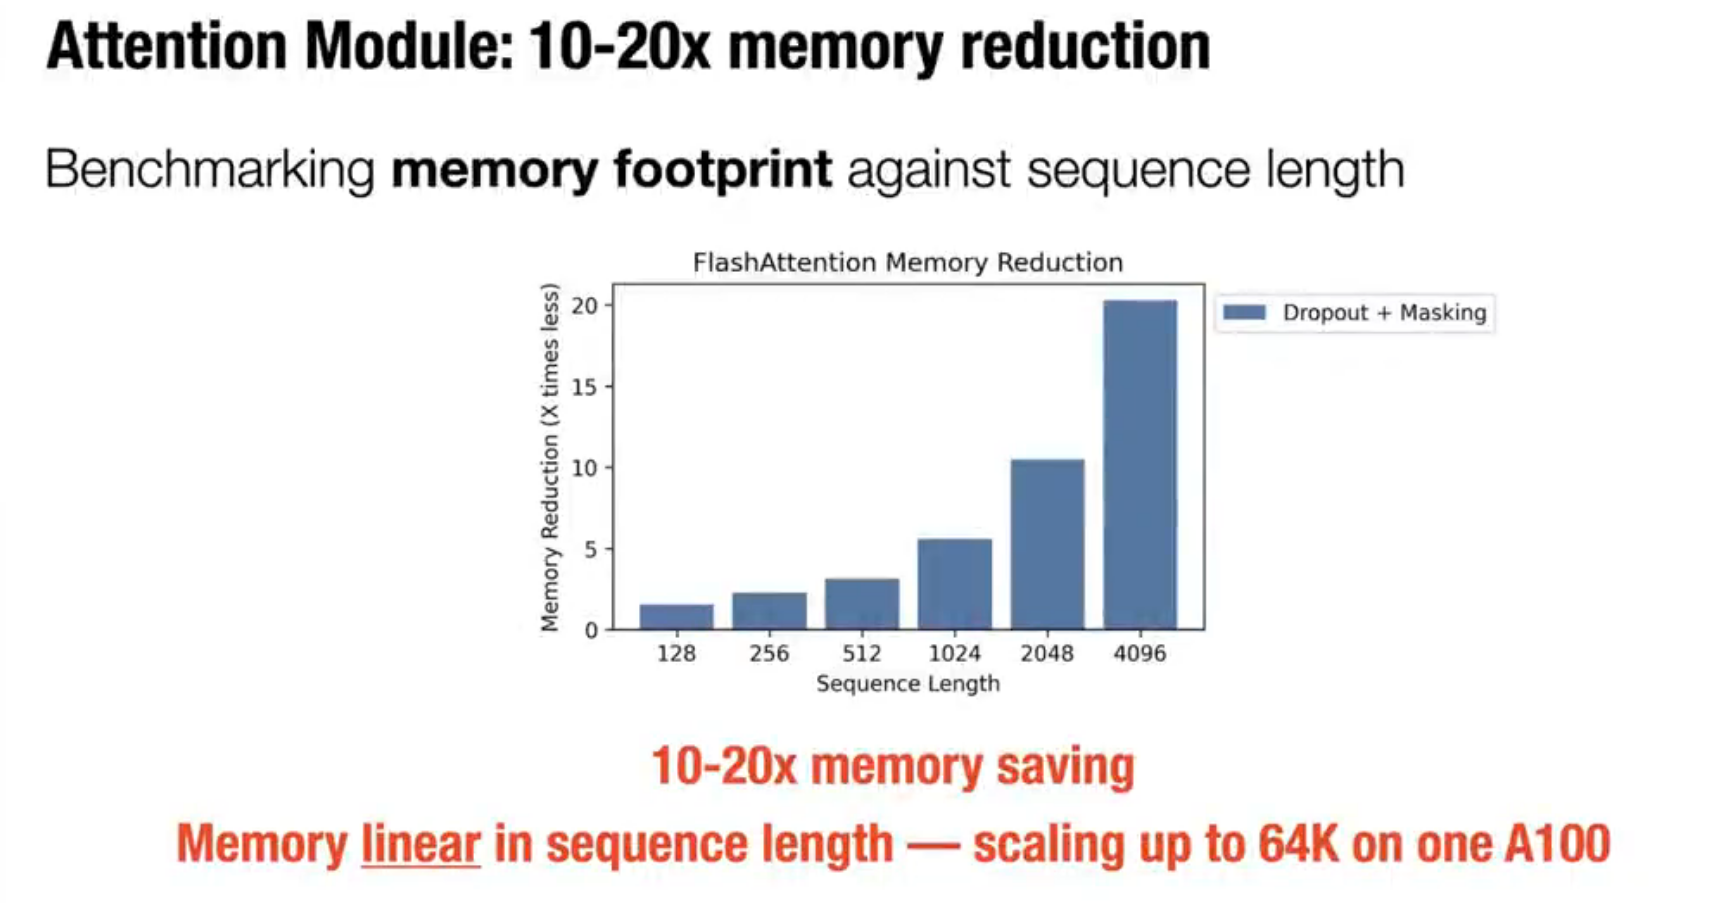 Attention Module: 10-20x memory reduction
Benchmarking memory footprint against sequence length
FlashAttention Memory Reduction
Memory Reduction (X times less)
20
15
10
5
0
Dropout + Masking
128 256 512 1024 2048 4096
Sequence Length
10-20x memory saving
Memory linear in sequence length — scaling up to 64K on one A100